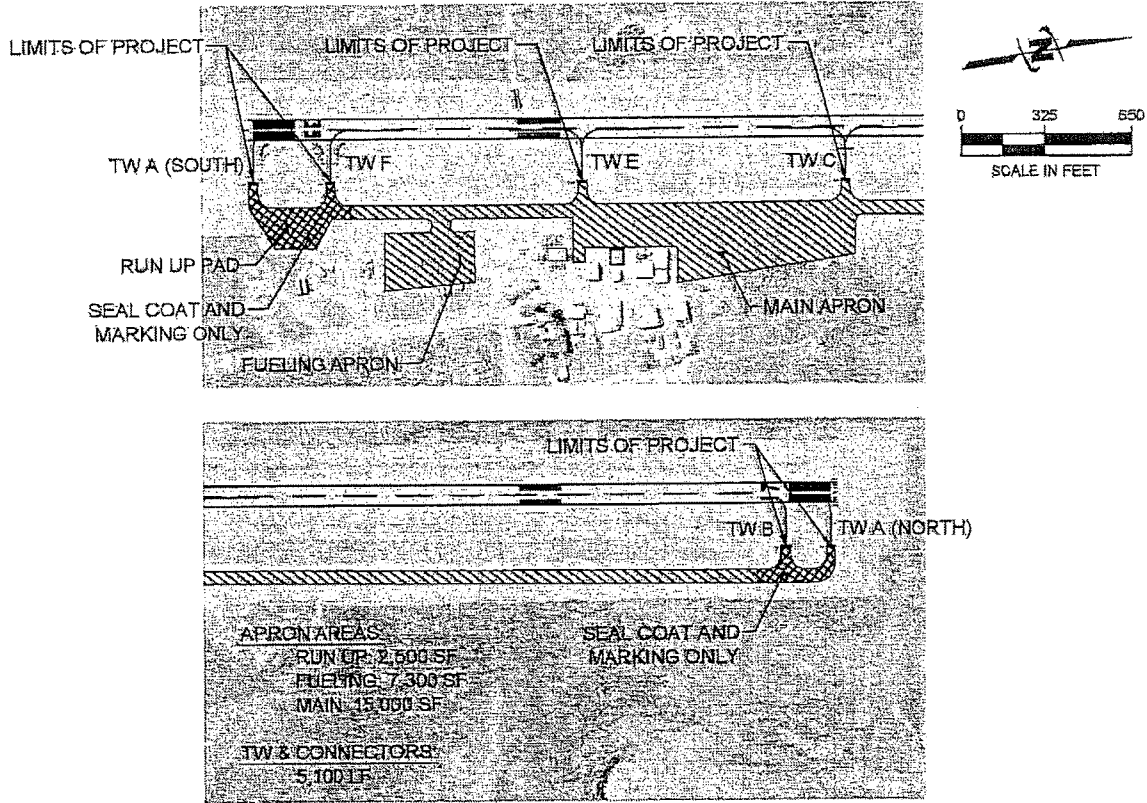 LIMITS OF PROJECT
LIMITS OF PROJECT
LIMITS OF PROJECT
N
0 325 650
SCALE IN FEET
TW A (SOUTH)
TW F
TW E
TW C
RUN UP PAD
SEAL COAT AND
MARKING ONLY
FUELING APRON
MAIN APRON
LIMITS OF PROJECT
TW B
TW A (NORTH)
SEAL COAT AND
MARKING ONLY
APRON AREAS
RUN UP: 2,500 SF
FUELING: 7,300 SF
MAIN: 15,000 SF
TW & CONNECTORS
5,100 LF